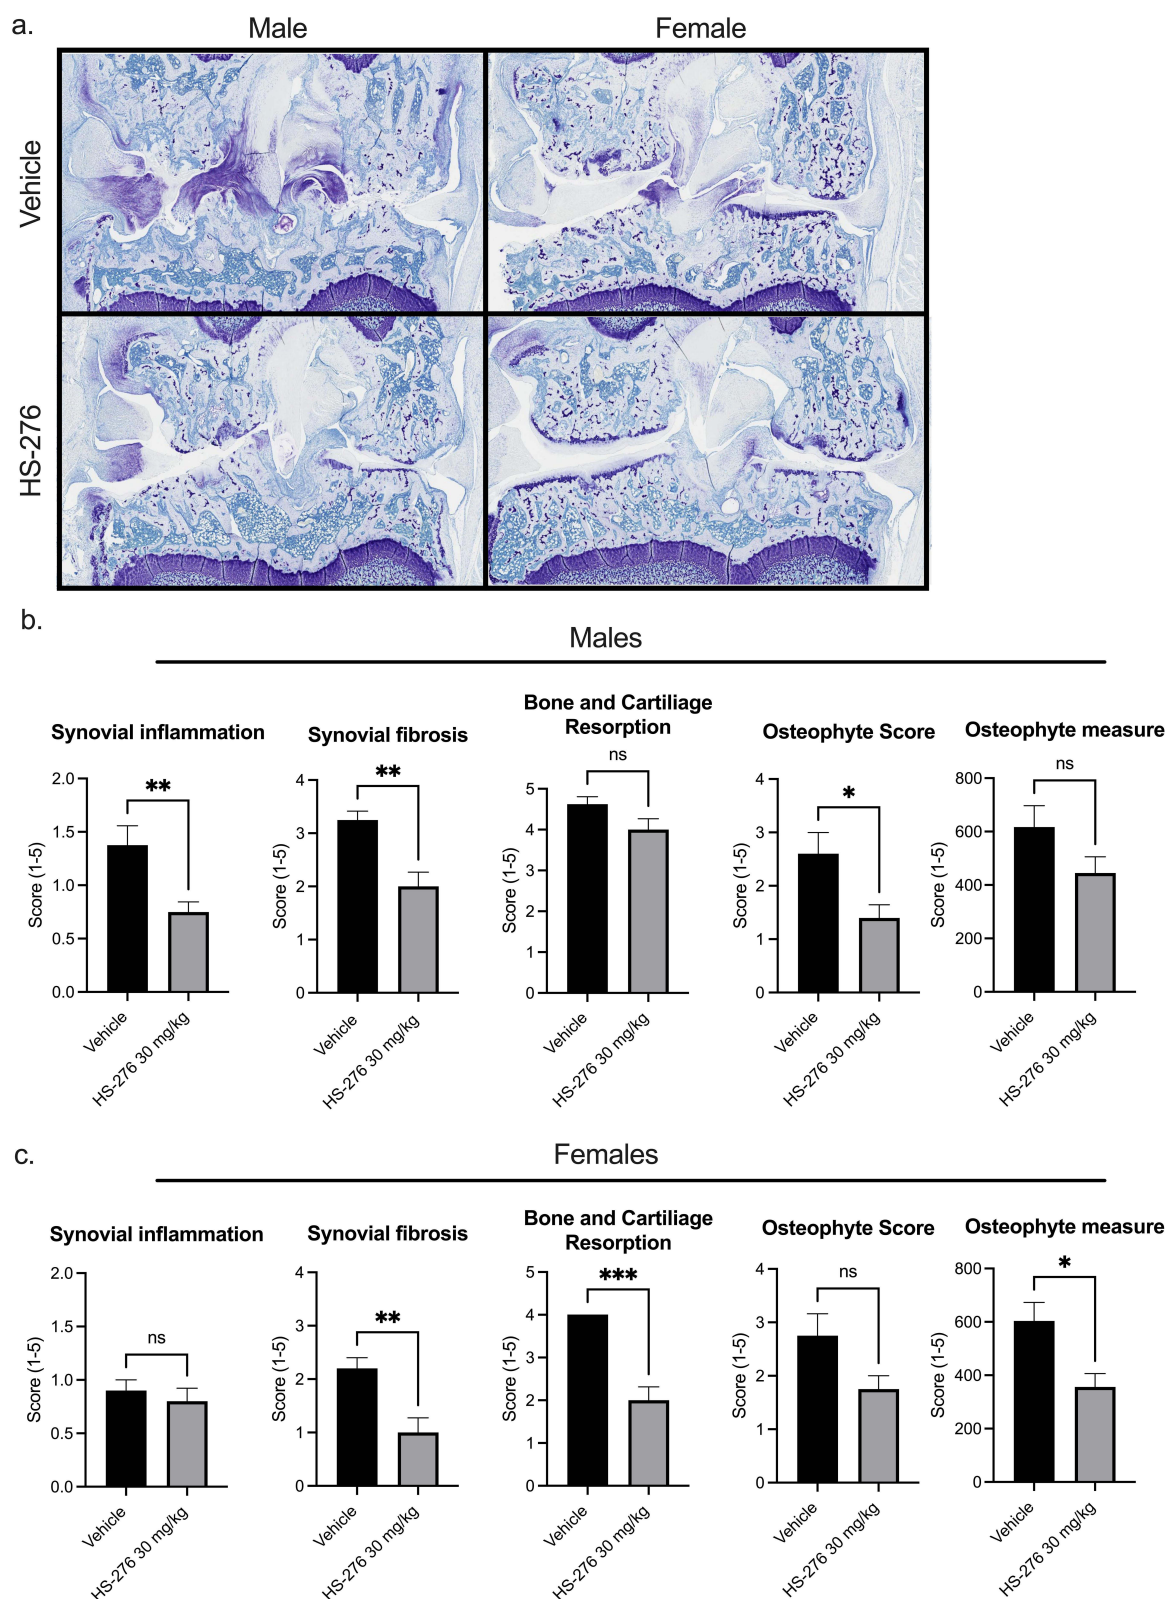 a.
Male
Female
Vehicle
HS-276
b.
Males
Synovial inflammation
2.0
1.5
1.0
0.5
0.0
Score (1-5)
**
Vehicle
HS-276 30 mg/kg
Synovial fibrosis
4
3
2
1
0
Score (1-5)
**
Vehicle
HS-276 30 mg/kg
Bone and Cartiliage
Resorption
5
4
3
2
1
0
Score (1-5)
ns
Vehicle
HS-276 30 mg/kg
Osteophyte Score
4
3
2
1
0
Score (1-5)
*
Vehicle
HS-276 30 mg/kg
Osteophyte measure
800
600
400
200
0
Score (1-5)
ns
Vehicle
HS-276 30 mg/kg
c.
Females
Synovial inflammation
2.0
1.5
1.0
0.5
0.0
Score (1-5)
ns
Vehicle
HS-276 30 mg/kg
Synovial fibrosis
4
3
2
1
0
Score (1-5)
**
Vehicle
HS-276 30 mg/kg
Bone and Cartiliage
Resorption
5
4
3
2
1
0
Score (1-5)
***
Vehicle
HS-276 30 mg/kg
Osteophyte Score
4
3
2
1
0
Score (1-5)
ns
Vehicle
HS-276 30 mg/kg
Osteophyte measure
800
600
400
200
0
Score (1-5)
*
Vehicle
HS-276 30 mg/kg